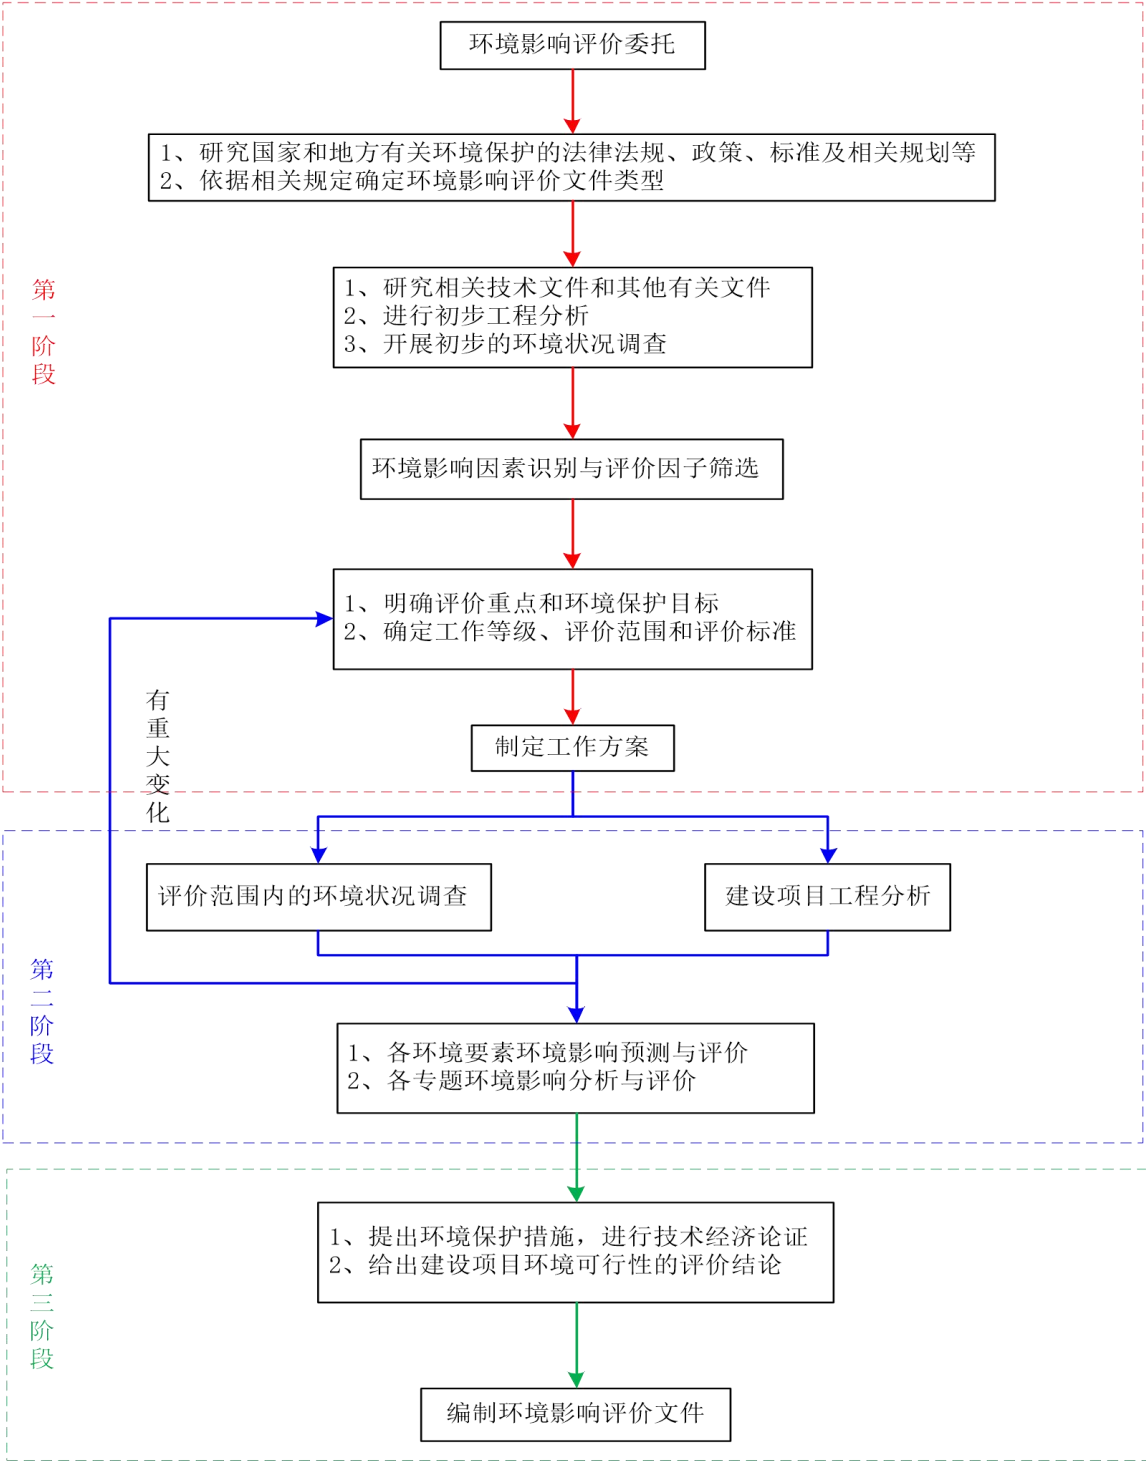 环境影响评价委托
1、研究国家和地方有关环境保护的法律法规、政策、标准及相关规划等
2、依据相关规定确定环境影响评价文件类型
1、研究相关技术文件和其他有关文件
2、进行初步工程分析
3、开展初步的环境状况调查
第一阶段
环境影响因素识别与评价因子筛选
1、明确评价重点和环境保护目标
2、确定工作等级、评价范围和评价标准
有重大变化
制定工作方案
评价范围内的环境状况调查
建设项目工程分析
第二阶段
1、各环境要素环境影响预测与评价
2、各专题环境影响分析与评价
1、提出环境保护措施，进行技术经济论证
2、给出建设项目环境可行性的评价结论
第三阶段
编制环境影响评价文件